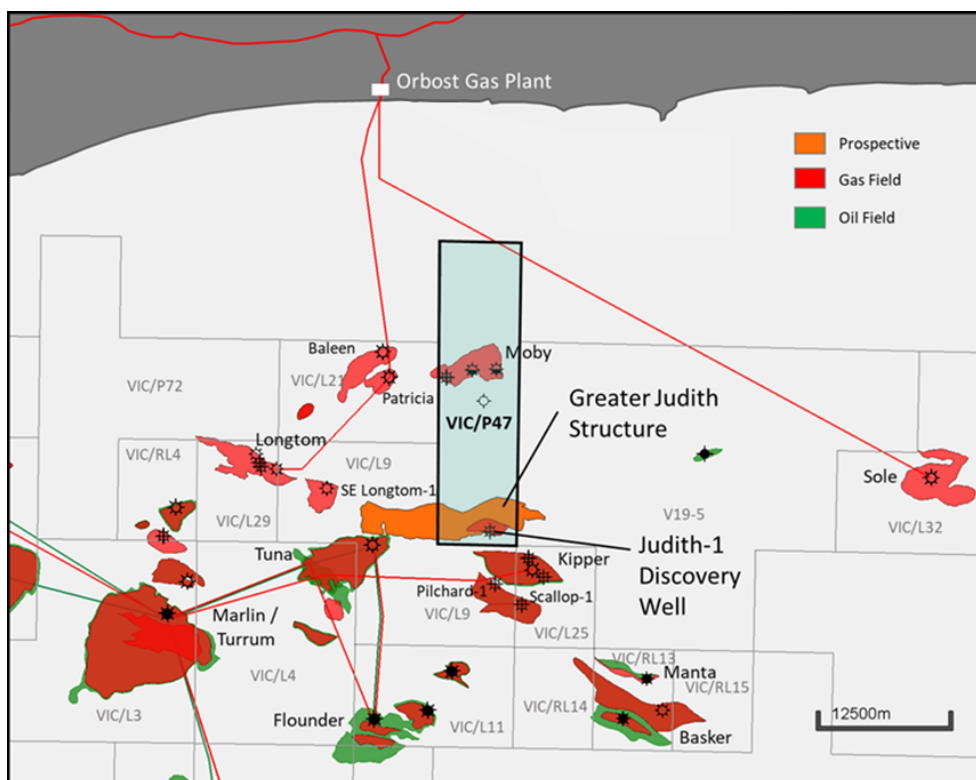 Orbost Gas Plant
Prospective
Gas Field
Oil Field
Baleen
Moby
VIC/P72
VIC/L21
Patricia
VIC/P47
Greater Judith
Structure
Longtom
VIC/RL4
VIC/L9
SE Longtom-1
Sole
VIC/L29
V19-5
VIC/L32
Judith-1
Discovery
Well
Tuna
Kipper
Pilchard-1
Scallop-1
VIC/L9
Marlin /
Turrum
VIC/L25
VIC/RL13
Manta
VIC/L4
VIC/RL15
VIC/L3
Flounder
VIC/L11
VIC/RL14
Basker
12500m